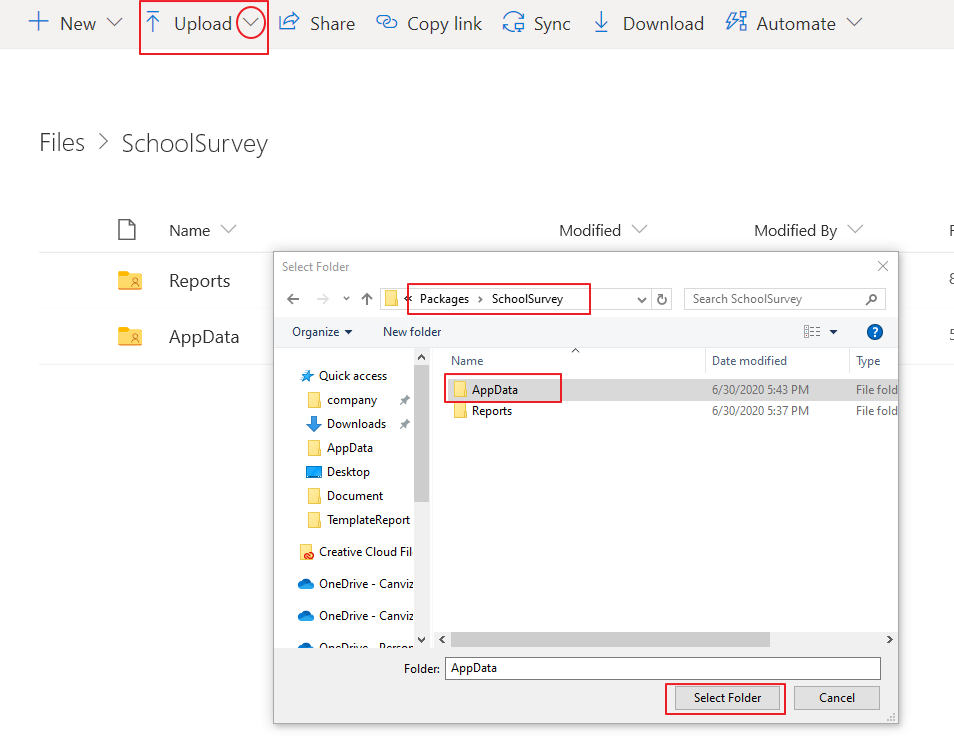 New Upload Share Copy link Sync Download Automate
Files > SchoolSurvey
Name Modified Modified By
Reports
AppData
Select Folder
« Packages > SchoolSurvey Search SchoolSurvey
Organize New folder
Name Date modified Type
Quick access
company
Downloads
AppData
Desktop
Document
TemplateReport
Creative Cloud Fil
OneDrive - Canviz
OneDrive - Canviz
OneDrive - Person
AppData 6/30/2020 5:43 PM File fold
Reports 6/30/2020 5:37 PM File fold
Folder: AppData
Select Folder Cancel